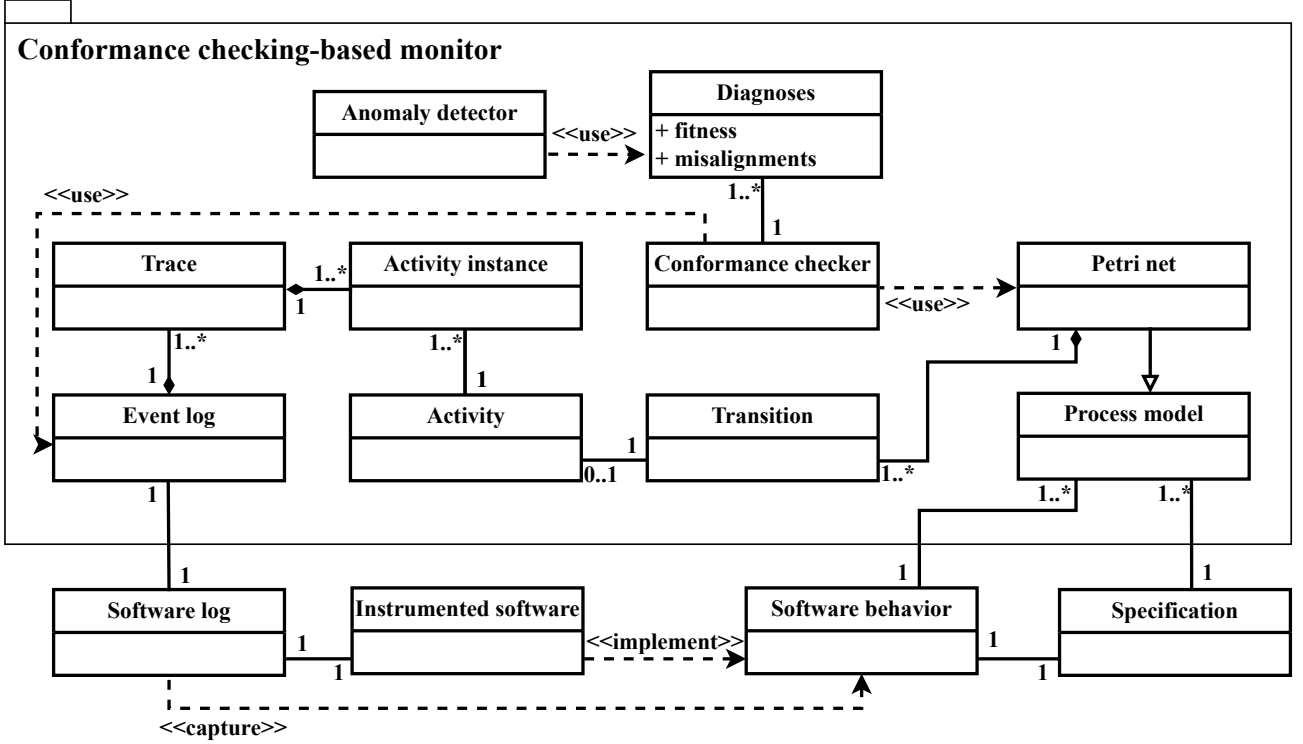 Conformance checking-based monitor
Diagnoses
Anomaly detector
<<use>>
+ fitness
+ misalignments
<<use>>
1..*
1
Trace
Activity instance
Conformance checker
Petri net
1..*
1
<<use>>
1..*
1..*
1
1
1
Event log
Activity
Transition
Process model
1
0..1
1..*
1
1..*
1..*
1
1
1
Software log
Instrumented software
Software behavior
Specification
<<implement>>
1
1
1
1
<<capture>>